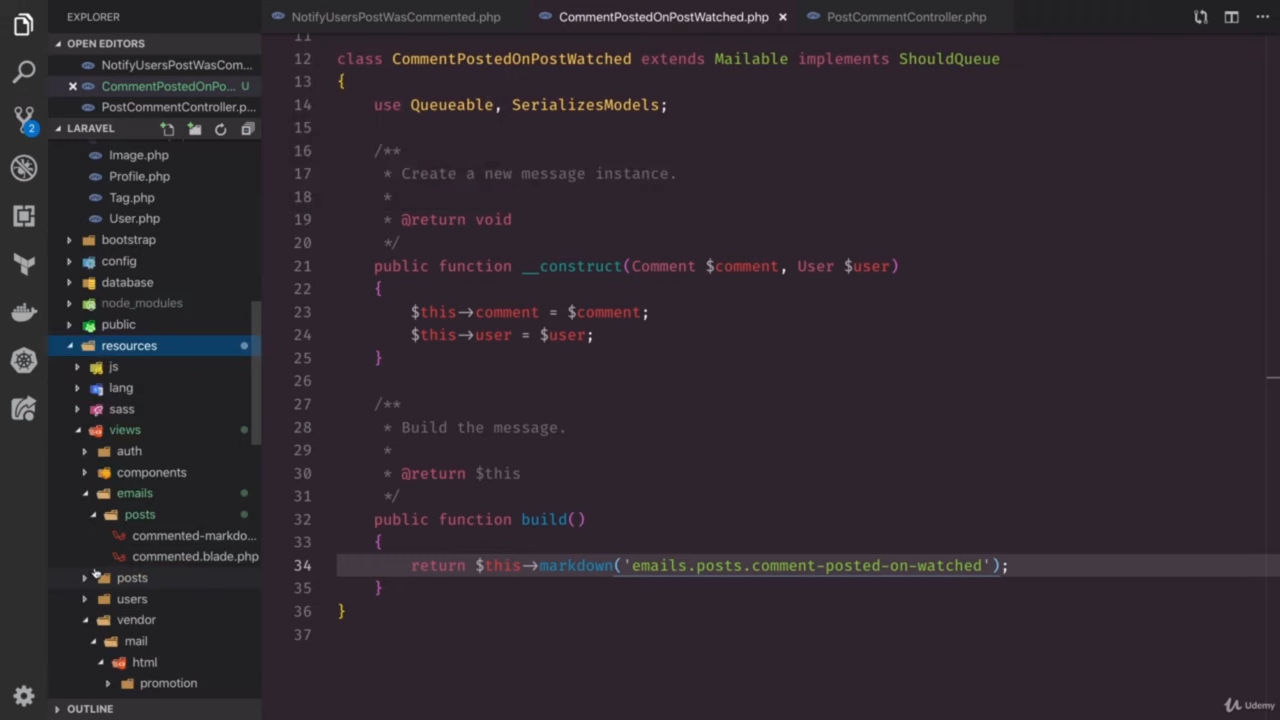 EXPLORER
OPEN EDITORS
NotifyUsersPostWasCom...
CommentPostedOnPo... U
PostCommentController.p...
LARAVEL
Image.php
Profile.php
Tag.php
User.php
bootstrap
config
database
node_modules
public
resources
js
lang
sass
views
auth
components
emails
posts
commented-markdo...
commented.blade.php
posts
users
vendor
mail
html
promotion
OUTLINE
2
NotifyUsersPostWasCommented.php
CommentPostedOnPostWatched.php
PostCommentController.php
11
12 class CommentPostedOnPostWatched extends Mailable implements ShouldQueue
13 {
14 use Queueable, SerializesModels;
15
16 /**
17 * Create a new message instance.
18 *
19 * @return void
20 */
21 public function __construct(Comment $comment, User $user)
22 {
23 $this->comment = $comment;
24 $this->user = $user;
25 }
26
27 /**
28 * Build the message.
29 *
30 * @return $this
31 */
32 public function build()
33 {
34 return $this->markdown('emails.posts.comment-posted-on-watched');
35 }
36 }
37
Udemy